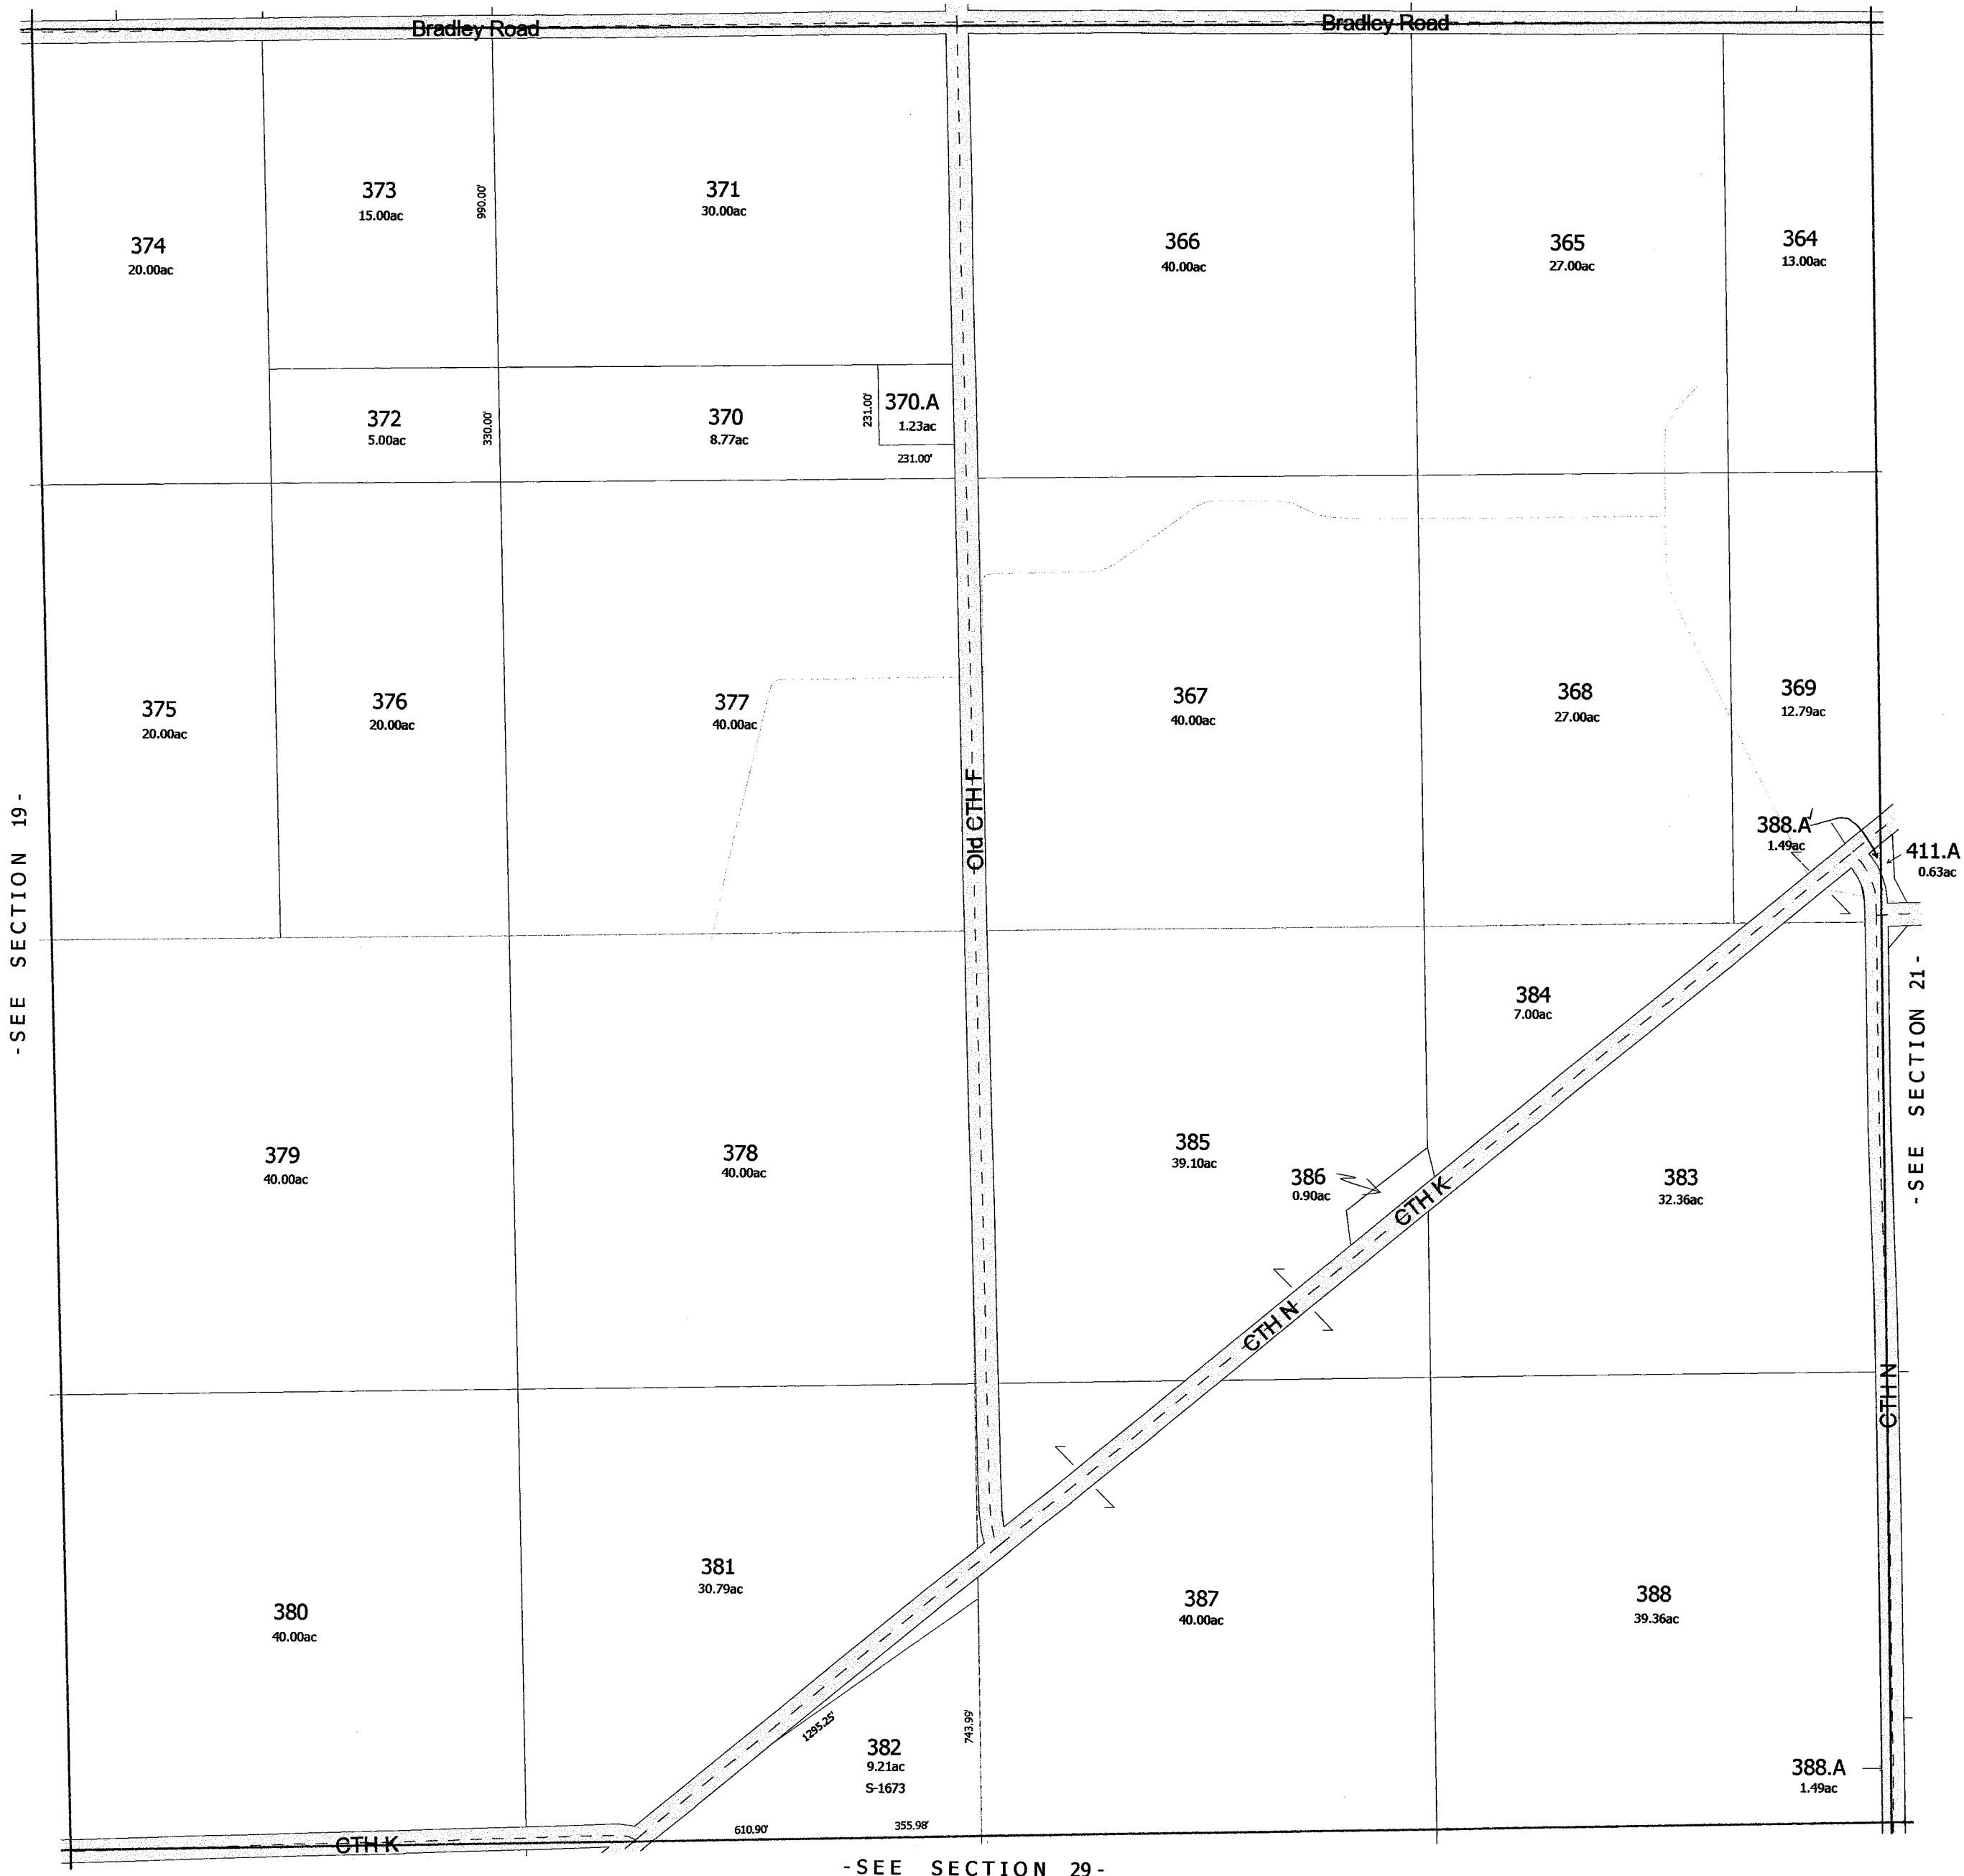 Bradley Road
Bradley Road
373
15.00ac
990.00'
371
30.00ac
374
20.00ac
366
40.00ac
365
27.00ac
364
13.00ac
372
5.00ac
330.00'
370
8.77ac
231.00'
370.A
1.23ac
231.00'
375
20.00ac
376
20.00ac
377
40.00ac
Old CTH F
367
40.00ac
368
27.00ac
369
12.79ac
388.A
1.49ac
411.A
0.63ac
-SEE SECTION 19-
-SEE SECTION 21-
384
7.00ac
379
40.00ac
378
40.00ac
385
39.10ac
386
0.90ac
CTH K
383
32.36ac
CTH N
CTH N
381
30.79ac
380
40.00ac
387
40.00ac
388
39.36ac
1295.25'
743.99'
382
9.21ac
S-1673
388.A
1.49ac
610.90'
355.98'
CTH K
-SEE SECTION 29-